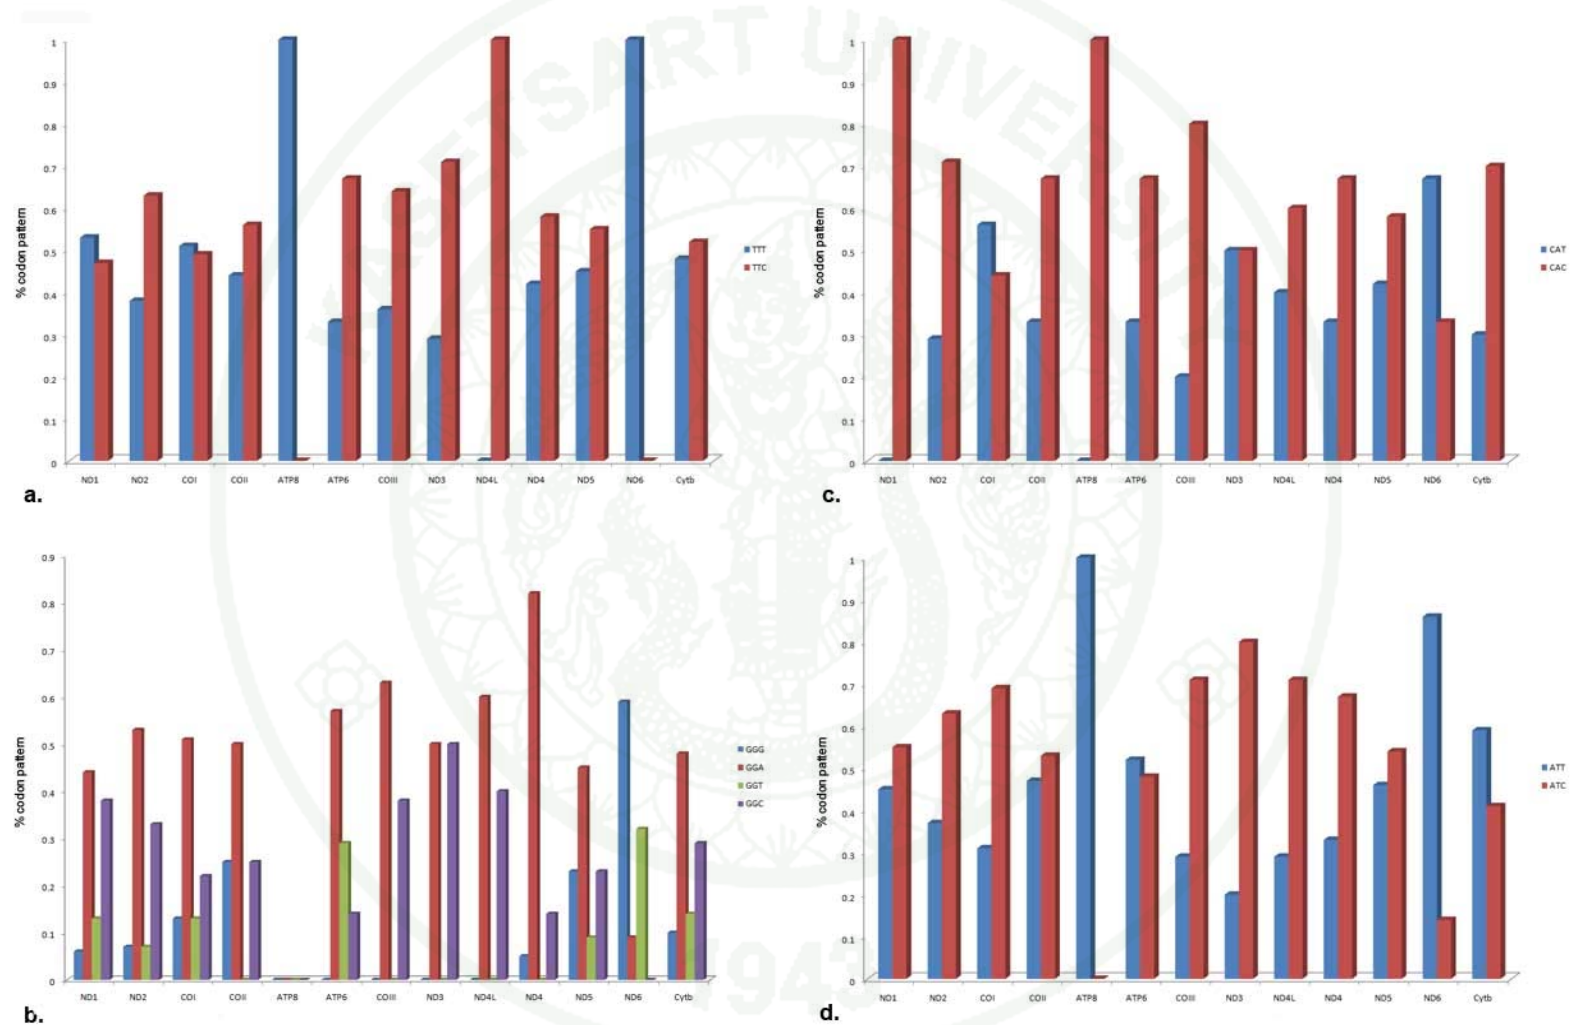 KASETSART UNIVERSITY
1943
1
0.9
0.8
0.7
0.6
0.5
0.4
0.3
0.2
0.1
0
% codon pattern
ND1 ND2 COI COII ATP8 ATP6 COIII ND3 ND4L ND4 ND5 ND6 Cytb
TTT
TTC
a.
1
0.9
0.8
0.7
0.6
0.5
0.4
0.3
0.2
0.1
0
% codon pattern
ND1 ND2 COI COII ATP8 ATP6 COIII ND3 ND4L ND4 ND5 ND6 Cytb
CAT
CAC
c.
0.9
0.8
0.7
0.6
0.5
0.4
0.3
0.2
0.1
0
% codon pattern
ND1 ND2 COI COII ATP8 ATP6 COIII ND3 ND4L ND4 ND5 ND6 Cytb
GGG
GGA
GGT
GGC
b.
1
0.9
0.8
0.7
0.6
0.5
0.4
0.3
0.2
0.1
0
% codon pattern
ND1 ND2 COI COII ATP8 ATP6 COIII ND3 ND4L ND4 ND5 ND6 Cytb
ATT
ATC
d.